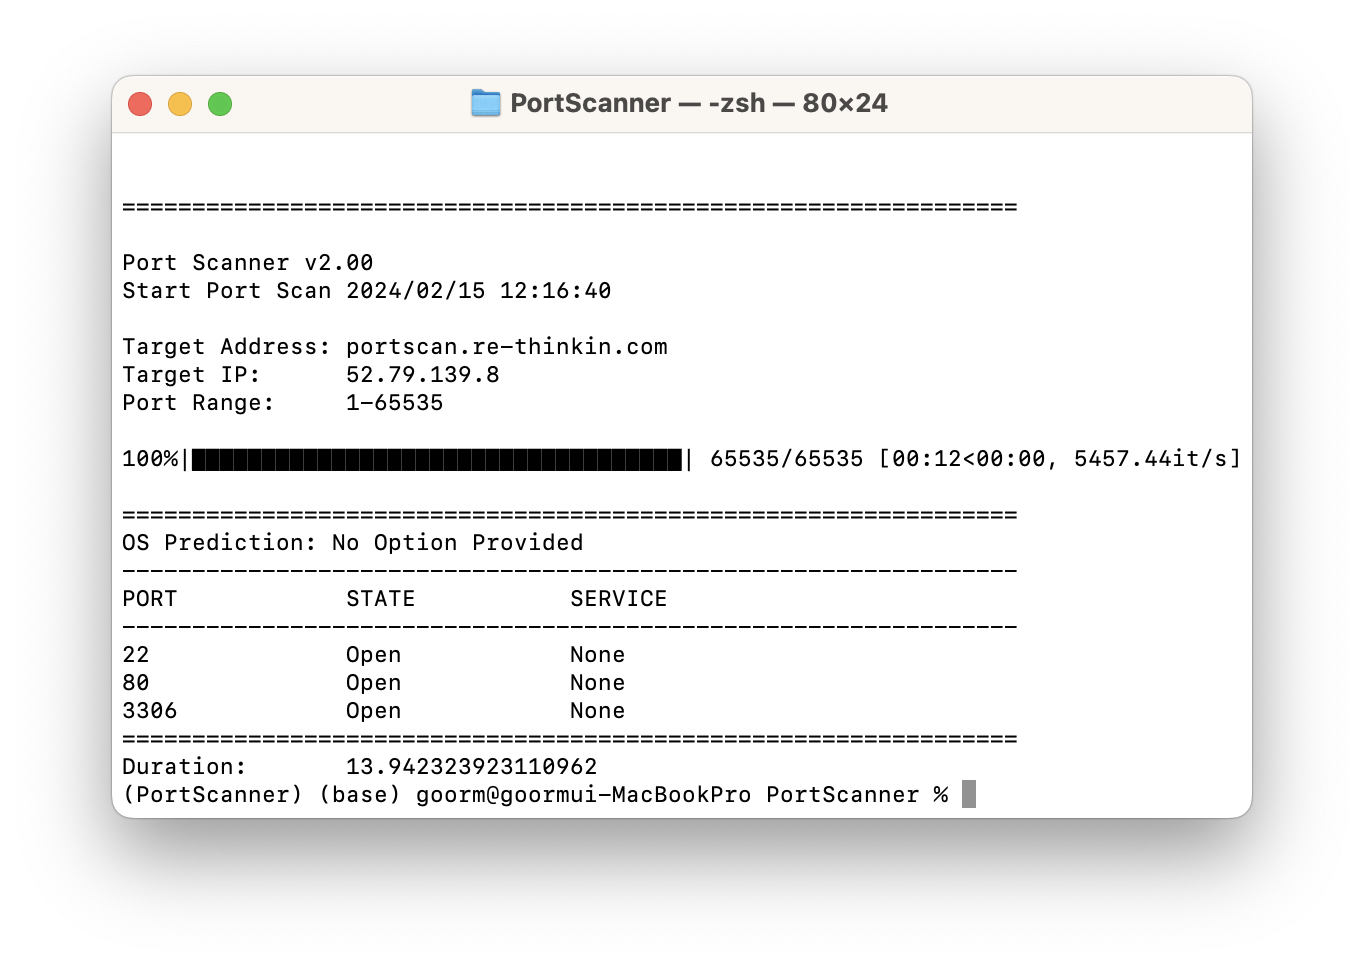 PortScanner — -zsh — 80×24
================================================================
Port Scanner v2.00
Start Port Scan 2024/02/15 12:16:40
Target Address: portscan.re-thinkin.com
Target IP:      52.79.139.8
Port Range:     1-65535
100%|███████████████████████████████████| 65535/65535 [00:12<00:00, 5457.44it/s]
================================================================
OS Prediction: No Option Provided
----------------------------------------------------------------
PORT            STATE           SERVICE
----------------------------------------------------------------
22              Open            None
80              Open            None
3306            Open            None
================================================================
Duration:       13.942323923110962
(PortScanner) (base) goorm@goormui-MacBookPro PortScanner %